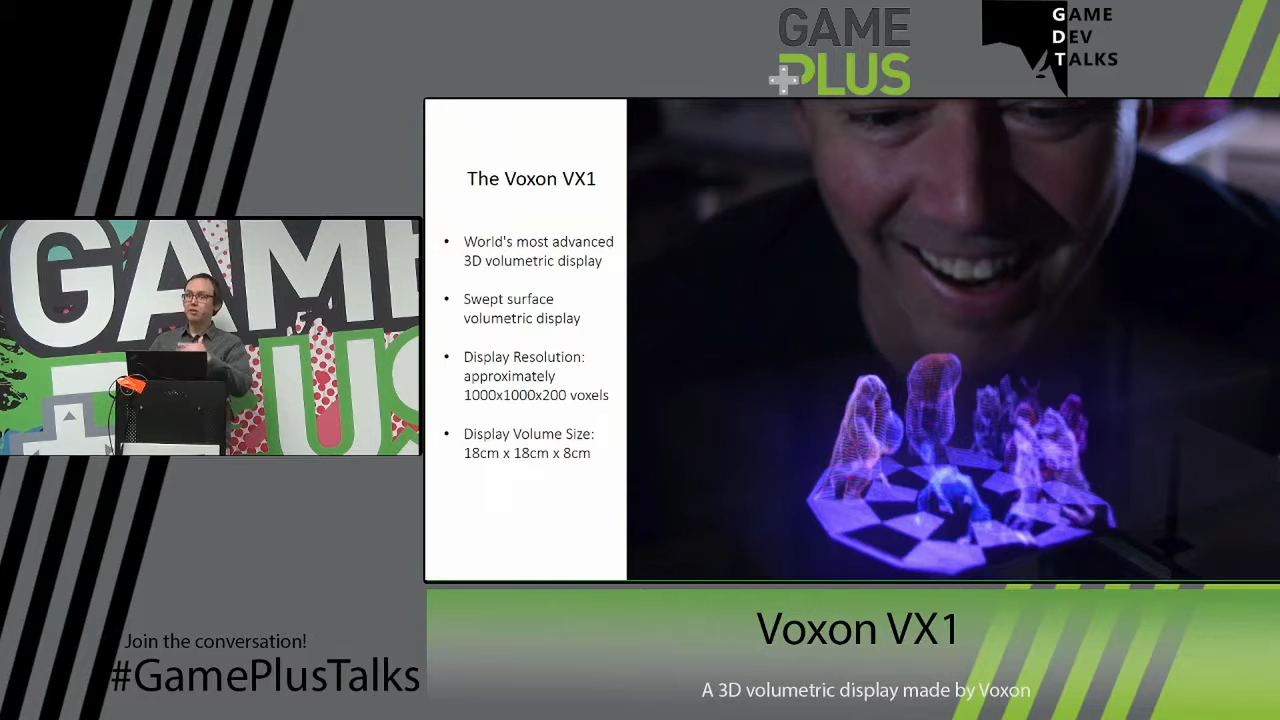 GAME
PLUS
GAME
DEV
TALKS
The Voxon VX1
• World's most advanced
3D volumetric display
• Swept surface
volumetric display
• Display Resolution:
approximately
1000x1000x200 voxels
• Display Volume Size:
18cm x 18cm x 8cm
GAME
PLUS
Join the conversation!
#GamePlusTalks
Voxon VX1
A 3D volumetric display made by Voxon